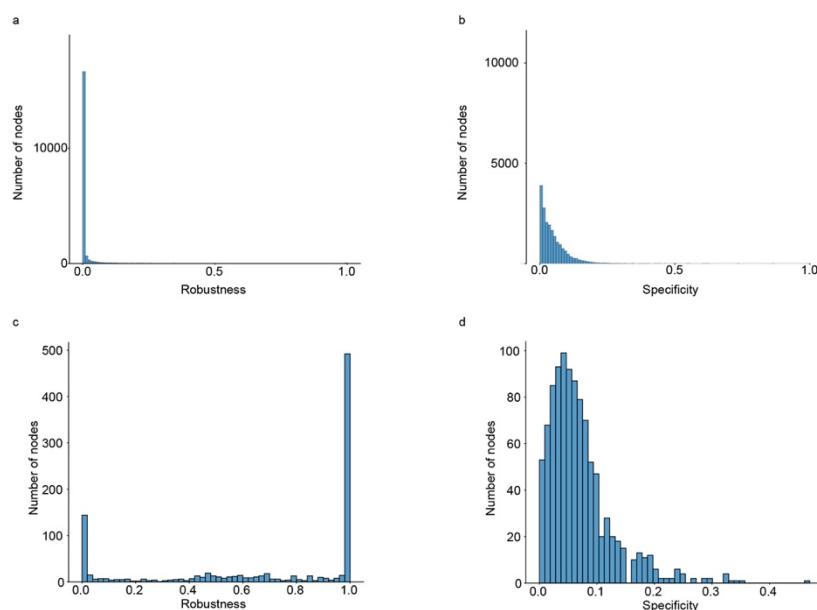 a
Number of nodes
10000
0
0.0 0.5 1.0
Robustness
b
Number of nodes
10000
5000
0.0 0.5 1.0
Specificity
c
Number of nodes
500
400
300
200
100
0
0.0 0.2 0.4 0.6 0.8 1.0
Robustness
d
Number of nodes
100
80
60
40
20
0
0.0 0.1 0.2 0.3 0.4
Specificity